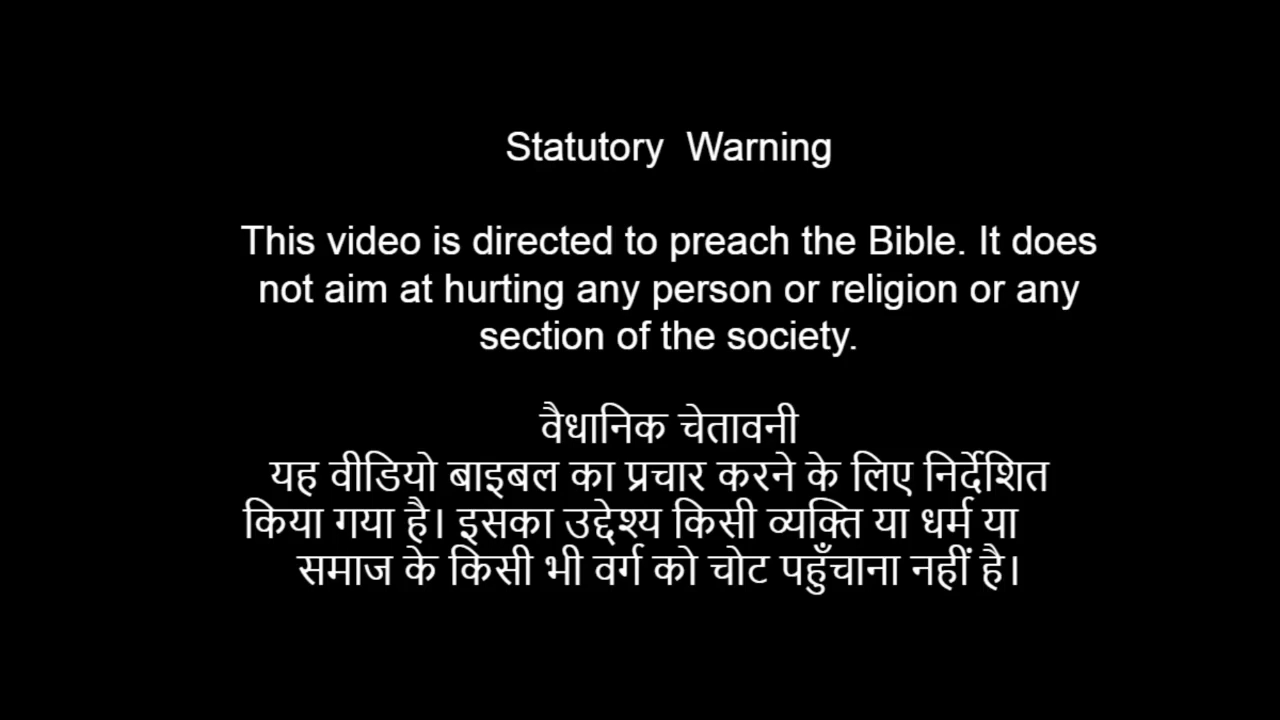 Statutory  Warning
This video is directed to preach the Bible. It does
not aim at hurting any person or religion or any
section of the society.
वैधानिक चेतावनी
यह वीडियो बाइबल का प्रचार करने के लिए निर्देशित
किया गया है। इसका उद्देश्य किसी व्यक्ति या धर्म या
समाज के किसी भी वर्ग को चोट पहुँचाना नहीं है।